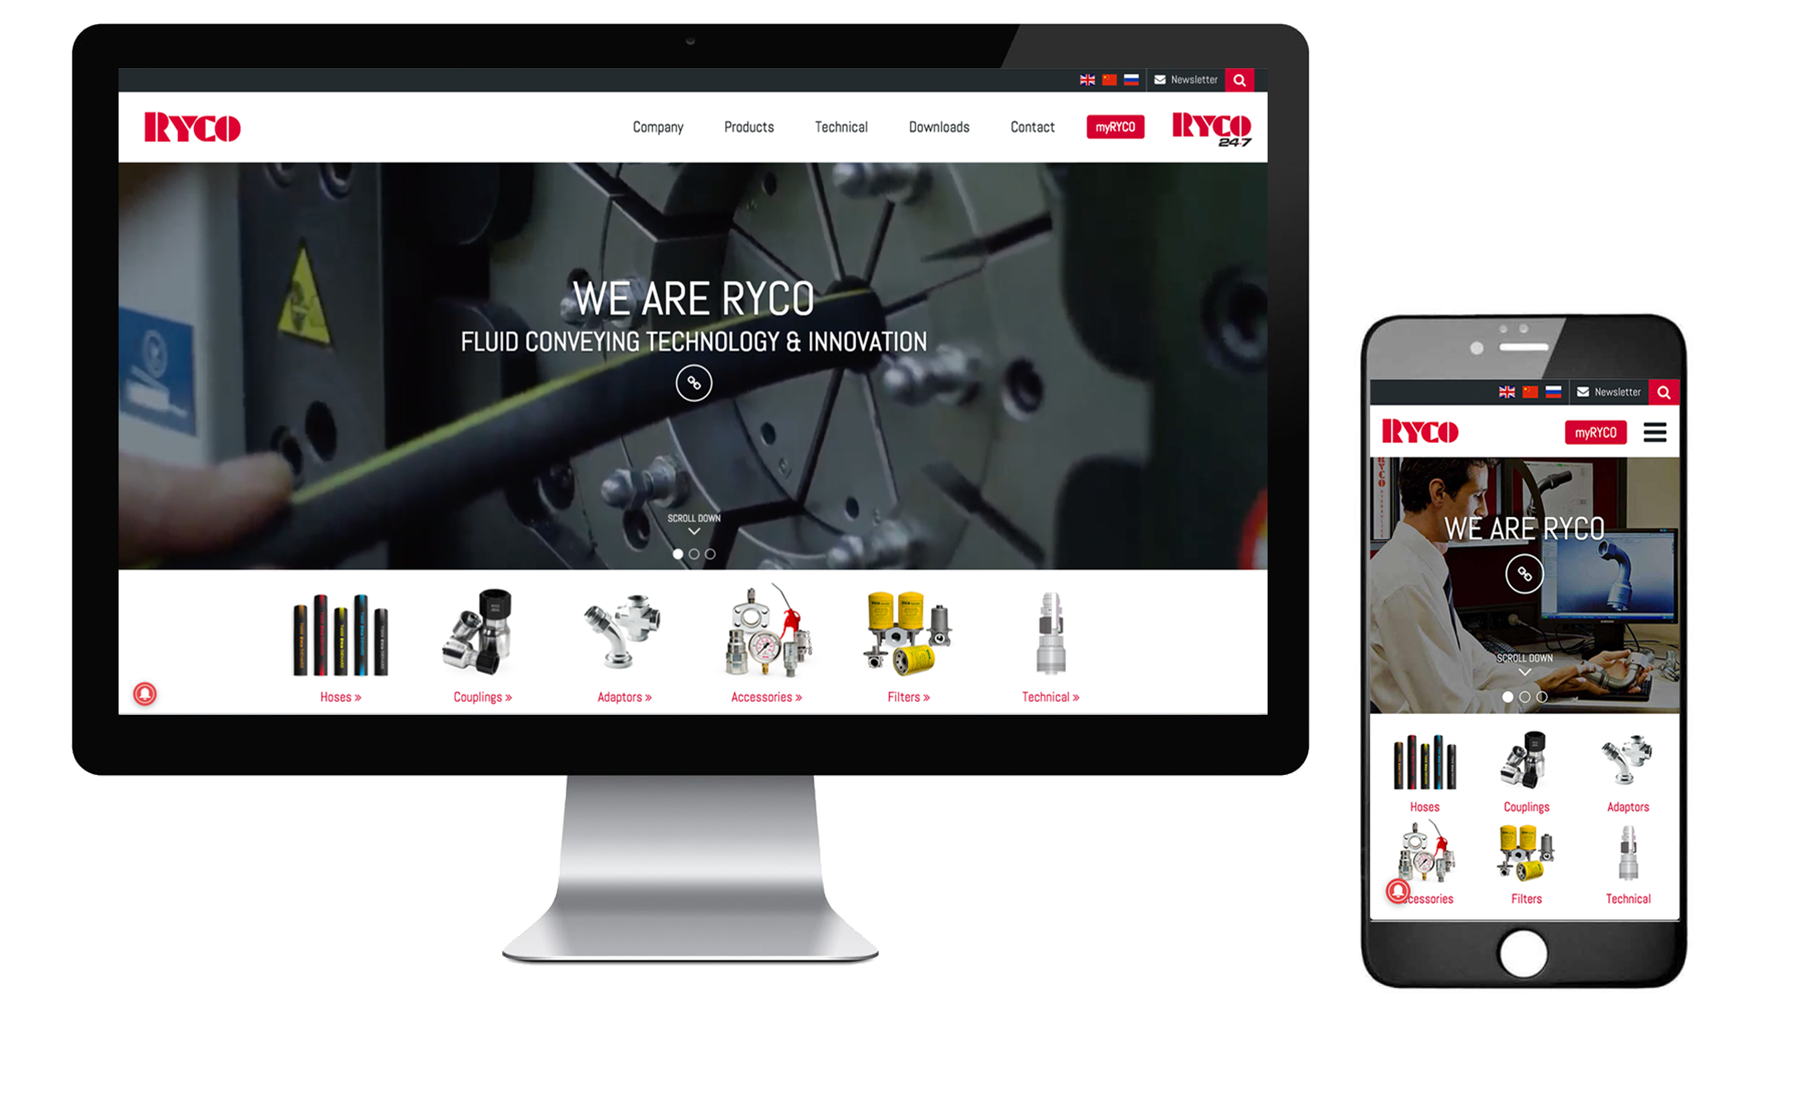 Newsletter
RYCO
Company Products Technical Downloads Contact myRYCO RYCO
24·7
WE ARE RYCO
FLUID CONVEYING TECHNOLOGY & INNOVATION
SCROLL DOWN
Hoses » Couplings » Adaptors » Accessories » Filters » Technical »
Newsletter
RYCO myRYCO
RYCO
WE ARE RYCO
SCROLL DOWN
Hoses Couplings Adaptors
cessories Filters Technical